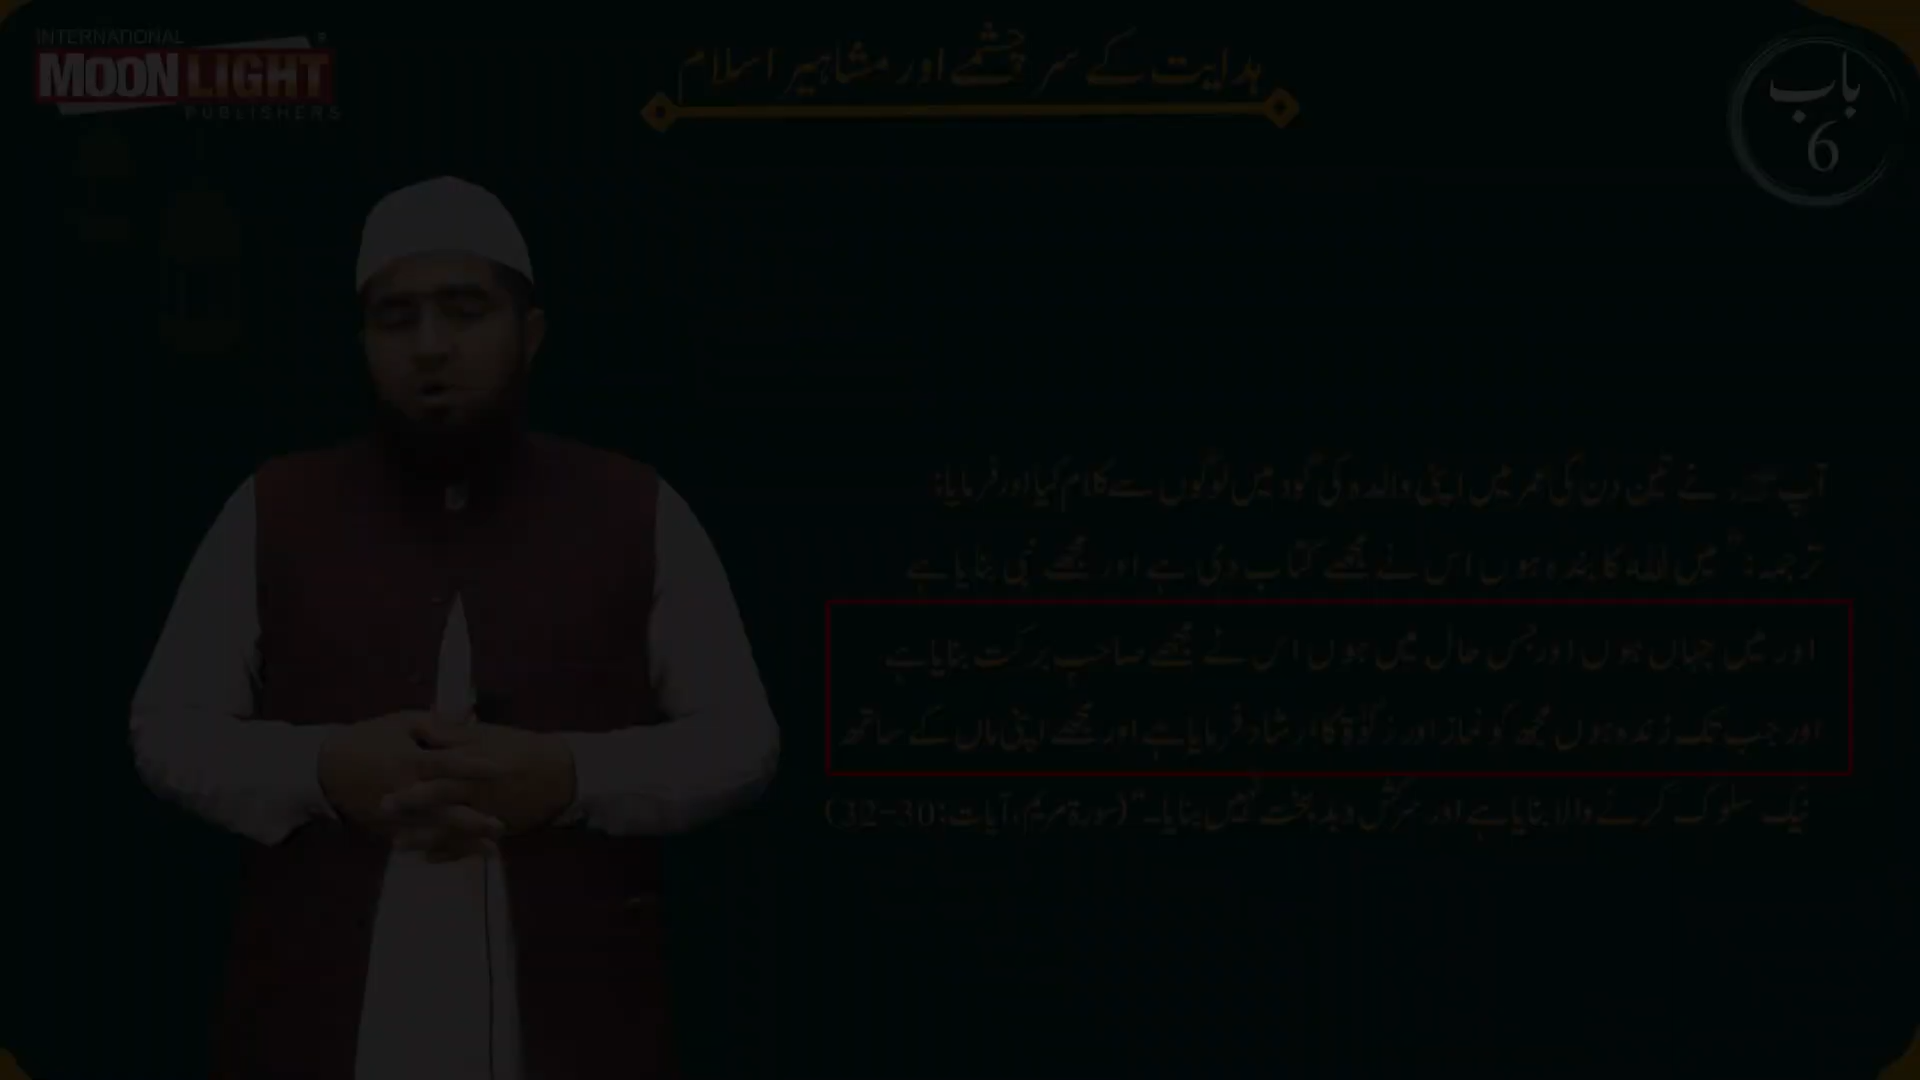 INTERNATIONAL
MOONLIGHT ®
PUBLISHERS
ہدایت کے سرچشمے اور مشاہیر اسلام
باب
6
آپ نے تین دن کی عمر میں اپنی والدہ کی گود میں لوگوں سے کلام کیا اور فرمایا:
ترجمہ: "میں اللہ کا بندہ ہوں اس نے مجھے کتاب دی ہے اور مجھے نبی بنایا ہے
اور میں جہاں ہوں اور جس حال میں ہوں اس نے مجھے صاحب برکت بنایا ہے
اور جب تک زندہ ہوں مجھ کو نماز اور زکوٰۃ کا ارشاد فرمایا ہے اور مجھے اپنی ماں کے ساتھ
نیک سلوک کرنے والا بنایا ہے اور سرکش و بدبخت نہیں بنایا۔" (سورۃ مریم، آیات: 30-32)